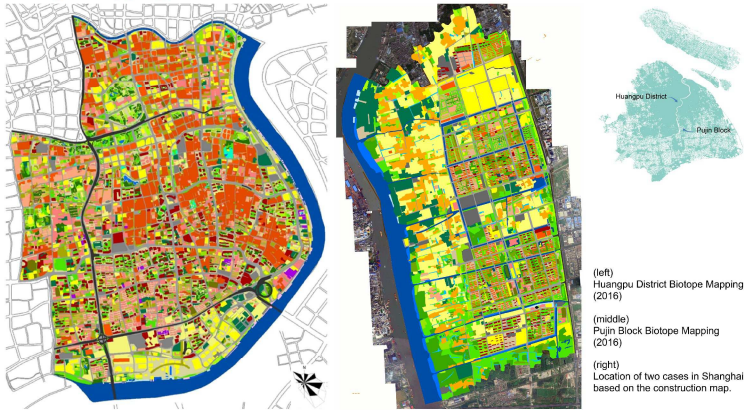 Huangpu District
Pujin Block
(left)
Huangpu District Biotope Mapping
(2016)
(middle)
Pujin Block Biotope Mapping
(2016)
(right)
Location of two cases in Shanghai
based on the construction map.